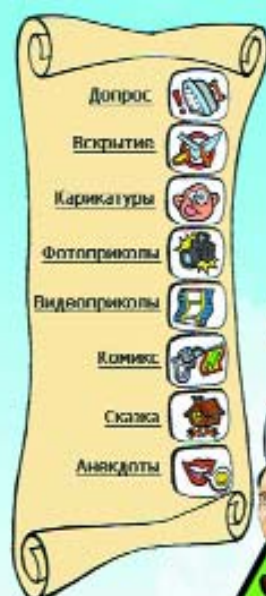 Допрос
Вскрытие
Карикатуры
Фотоприколы
Видеоприколы
Комикс
Сказка
Анекдоты